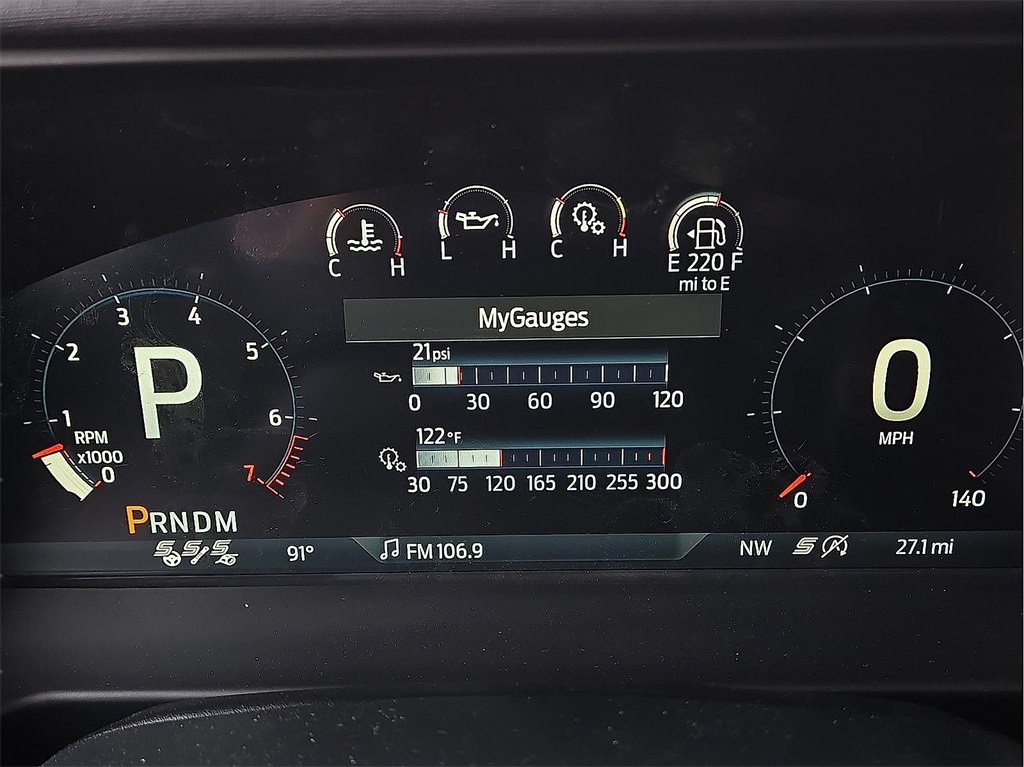 C H
L H
C H
E 220 F
mi to E
MyGauges
21 psi
0 30 60 90 120
122°F
30 75 120 165 210 255 300
0 1 2 3 4 5 6 7
P
RPM
x1000
PRNDM
0
MPH
0 140
S S S 91° FM 106.9 NW S 27.1 mi